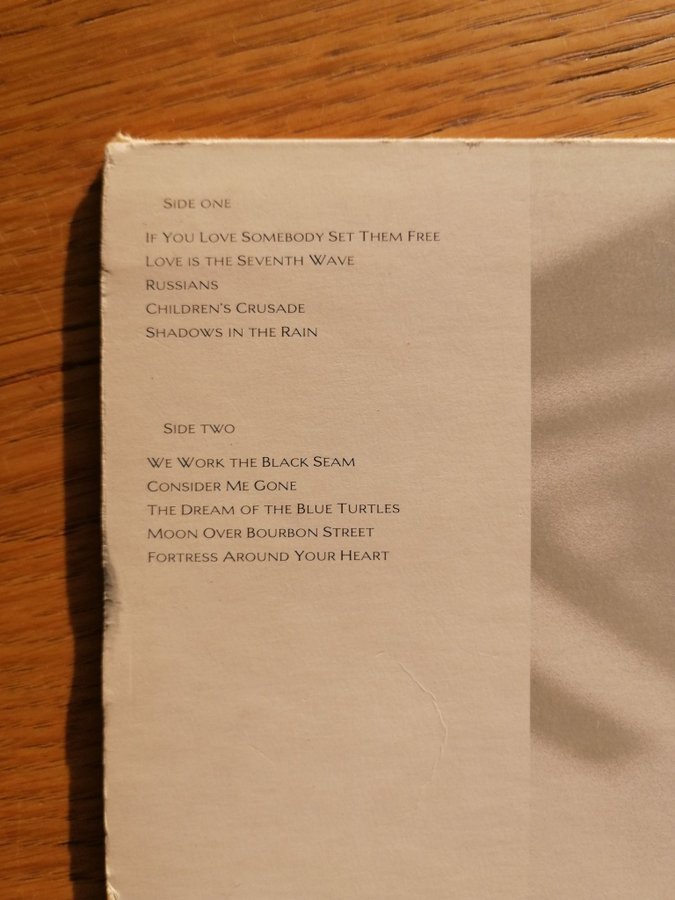 SIDE ONE
IF YOU LOVE SOMEBODY SET THEM FREE
LOVE IS THE SEVENTH WAVE
RUSSIANS
CHILDREN'S CRUSADE
SHADOWS IN THE RAIN
SIDE TWO
WE WORK THE BLACK SEAM
CONSIDER ME GONE
THE DREAM OF THE BLUE TURTLES
MOON OVER BOURBON STREET
FORTRESS AROUND YOUR HEART